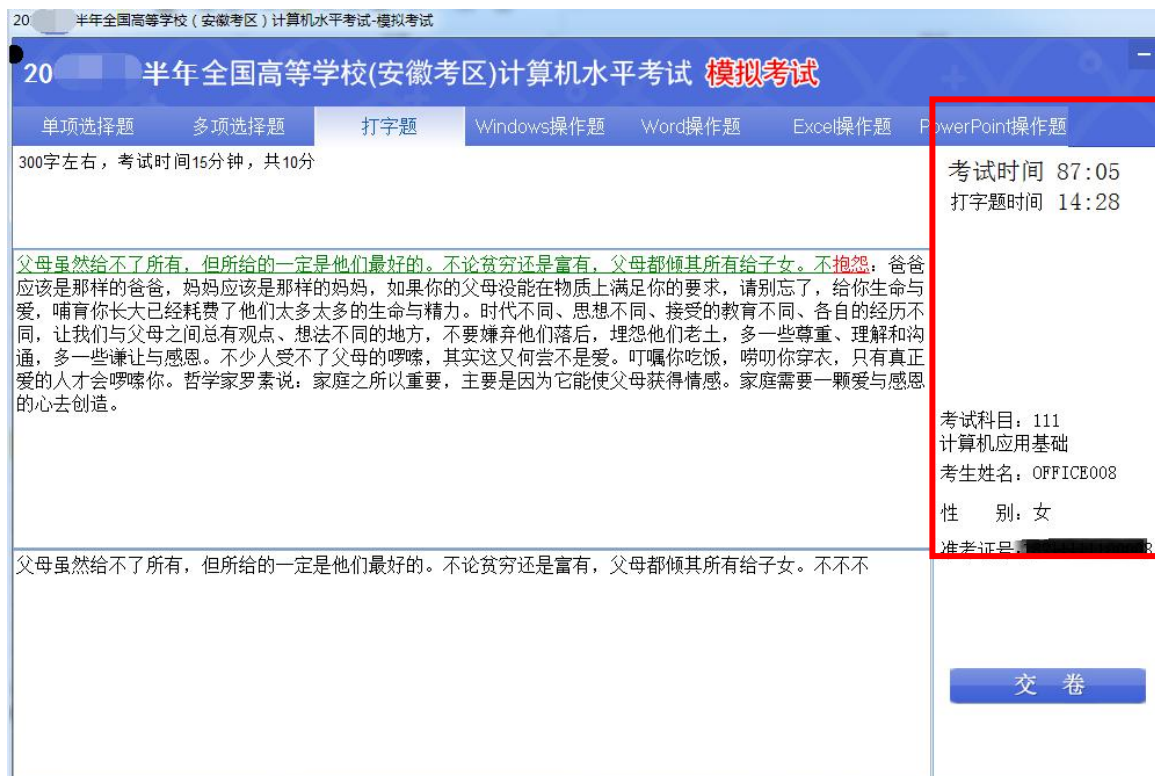 20 半年全国高等学校（安徽考区）计算机水平考试-模拟考试
20 半年全国高等学校(安徽考区)计算机水平考试 模拟考试
单项选择题 多项选择题 打字题 Windows操作题 Word操作题 Excel操作题 PowerPoint操作题
300字左右，考试时间15分钟，共10分
考试时间 87:05
打字题时间 14:28
父母虽然给不了所有，但所给的一定是他们最好的。不论贫穷还是富有，父母都倾其所有给子女。不抱怨：爸爸
应该是那样的爸爸，妈妈应该是那样的妈妈，如果你的父母没能在物质上满足你的要求，请别忘了，给你生命与
爱，哺育你长大已经耗费了他们太多太多的生命与精力。时代不同、思想不同、接受的教育不同、各自的经历不
同，让我们与父母之间总有观点、想法不同的地方，不要嫌弃他们落后，埋怨他们老土，多一些尊重、理解和沟
通，多一些谦让与感恩。不少人受不了父母的啰嗦，其实这又何尝不是爱。叮嘱你吃饭，唠叨你穿衣，只有真正
爱的人才会啰嗦你。哲学家罗素说：家庭之所以重要，主要是因为它能使父母获得情感。家庭需要一颗爱与感恩
的心去创造。
考试科目：111
计算机应用基础
考生姓名：OFFICE008
性 别：女
准考证号：
父母虽然给不了所有，但所给的一定是他们最好的。不论贫穷还是富有，父母都倾其所有给子女。不不不
交 卷